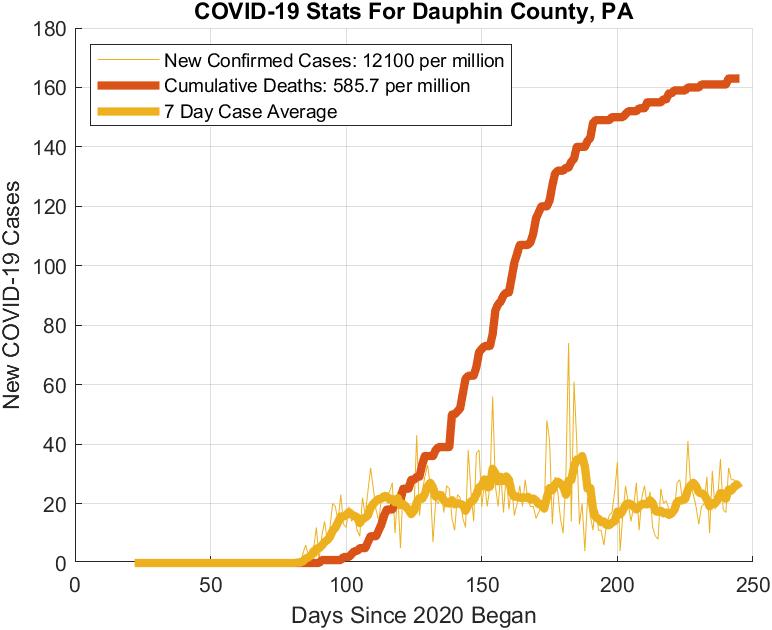 COVID-19 Stats For Dauphin County, PA
180
160
140
120
100
80
60
40
20
0
New COVID-19 Cases
New Confirmed Cases: 12100 per million
Cumulative Deaths: 585.7 per million
7 Day Case Average
0 50 100 150 200 250
Days Since 2020 Began